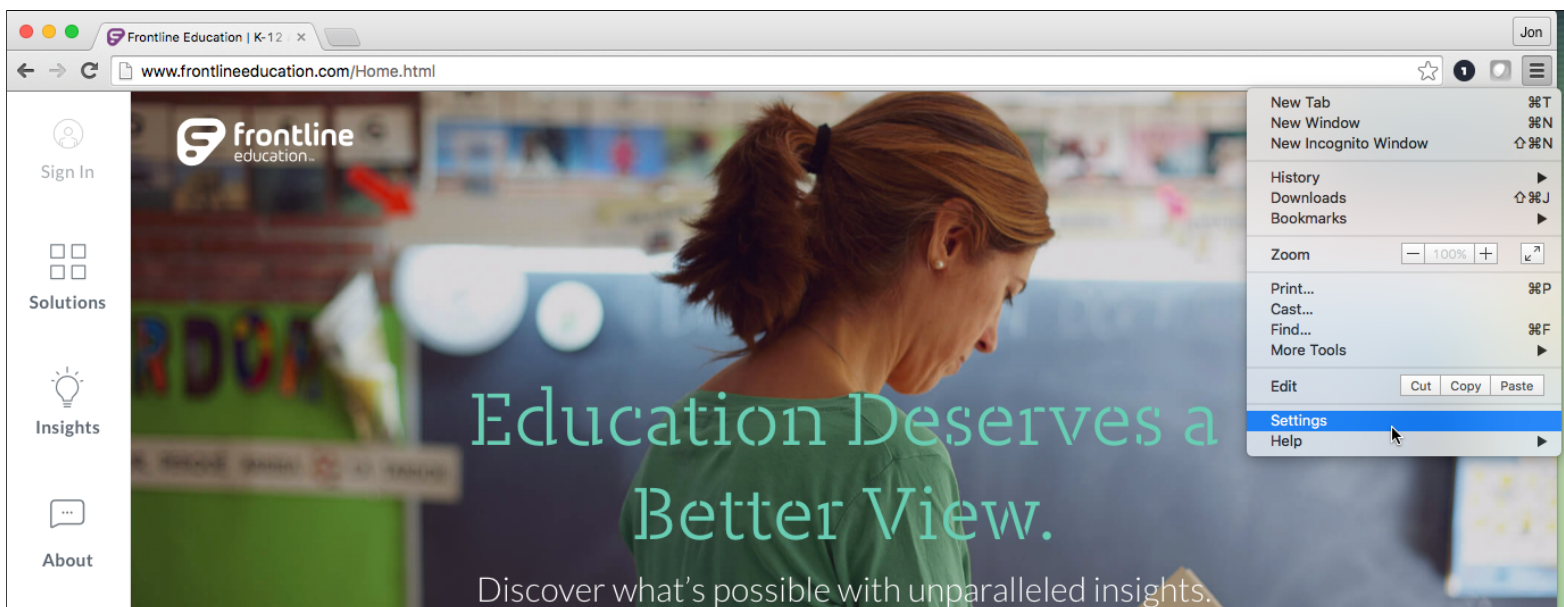 Frontline Education | K-12
Jon
www.frontlineeducation.com/Home.html
Sign In
Solutions
Insights
About
frontline
education
Education Deserves a
Better View.
Discover what's possible with unparalleled insights.
New Tab ⌘T
New Window ⌘N
New Incognito Window ⇧⌘N
History
Downloads ⇧⌘J
Bookmarks
Zoom − 100% +
Print... ⌘P
Cast...
Find... ⌘F
More Tools
Edit Cut Copy Paste
Settings
Help